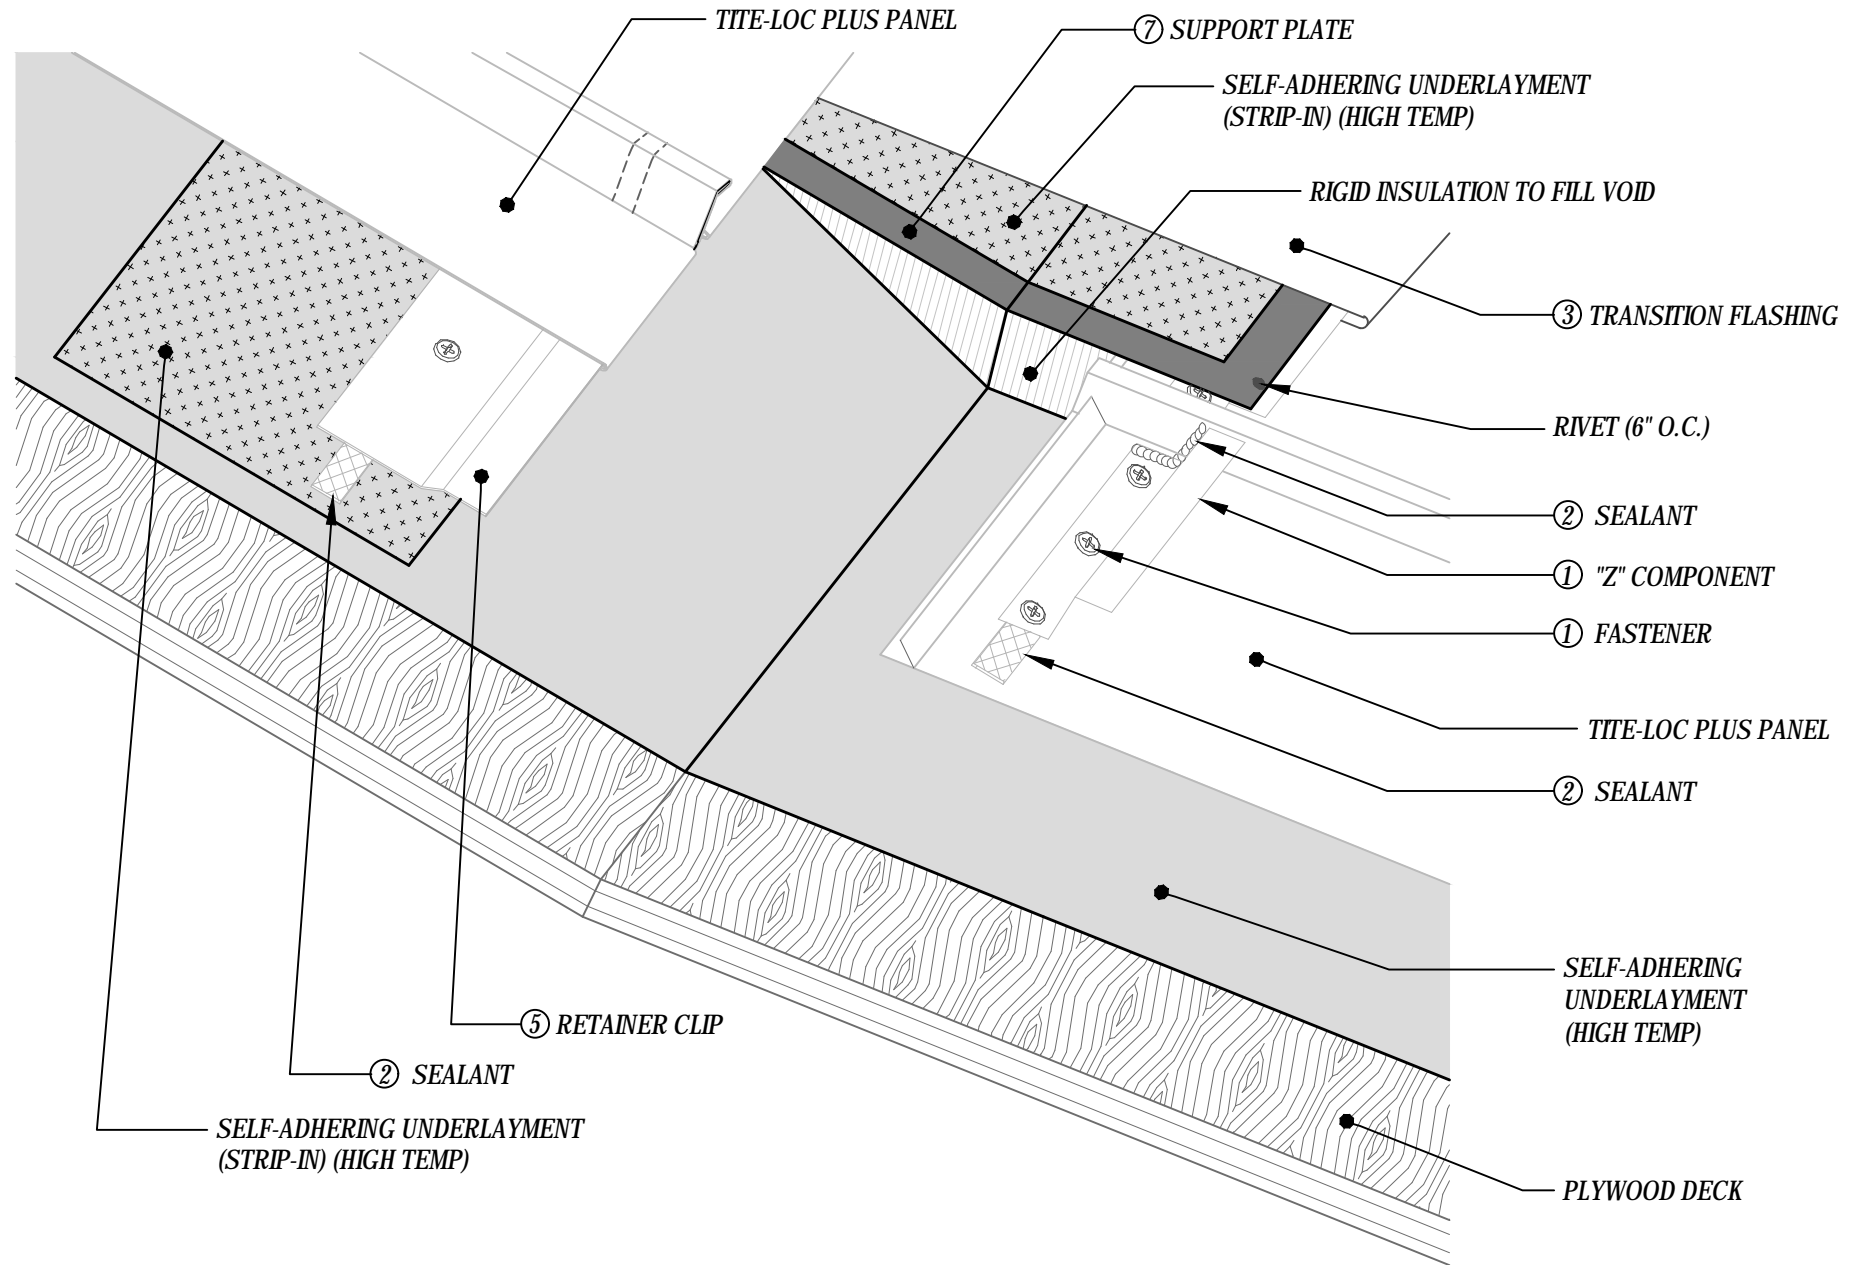 TITE-LOC PLUS PANEL
7 SUPPORT PLATE
SELF-ADHERING UNDERLAYMENT
(STRIP-IN) (HIGH TEMP)
RIGID INSULATION TO FILL VOID
3 TRANSITION FLASHING
RIVET (6" O.C.)
2 SEALANT
1 "Z" COMPONENT
1 FASTENER
TITE-LOC PLUS PANEL
2 SEALANT
SELF-ADHERING
UNDERLAYMENT
(HIGH TEMP)
5 RETAINER CLIP
2 SEALANT
SELF-ADHERING UNDERLAYMENT
(STRIP-IN) (HIGH TEMP)
PLYWOOD DECK